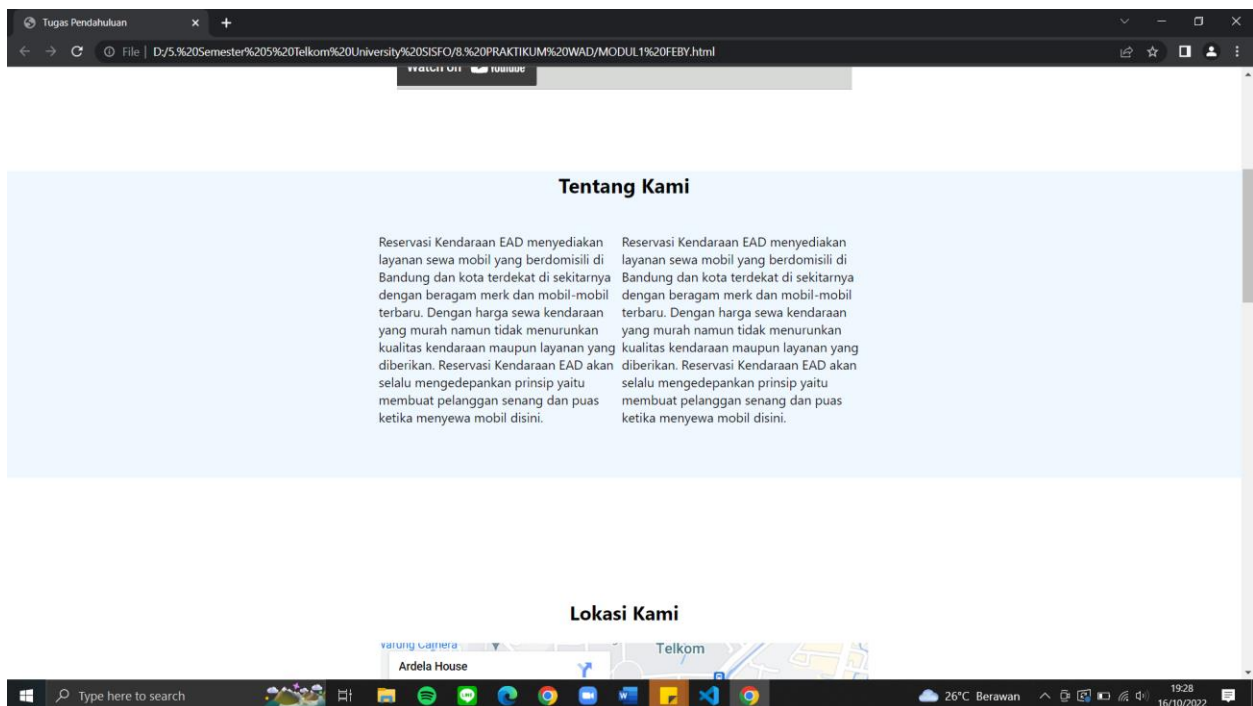 Tugas Pendahuluan
File | D:/5.%20Semester%205%20Telkom%20University%20SISFO/8.%20PRAKTIKUM%20WAD/MODUL1%20FEBY.html
Watch on YouTube
Tentang Kami
Reservasi Kendaraan EAD menyediakan
layanan sewa mobil yang berdomisili di
Bandung dan kota terdekat di sekitarnya
dengan beragam merk dan mobil-mobil
terbaru. Dengan harga sewa kendaraan
yang murah namun tidak menurunkan
kualitas kendaraan maupun layanan yang
diberikan. Reservasi Kendaraan EAD akan
selalu mengedepankan prinsip yaitu
membuat pelanggan senang dan puas
ketika menyewa mobil disini.
Reservasi Kendaraan EAD menyediakan
layanan sewa mobil yang berdomisili di
Bandung dan kota terdekat di sekitarnya
dengan beragam merk dan mobil-mobil
terbaru. Dengan harga sewa kendaraan
yang murah namun tidak menurunkan
kualitas kendaraan maupun layanan yang
diberikan. Reservasi Kendaraan EAD akan
selalu mengedepankan prinsip yaitu
membuat pelanggan senang dan puas
ketika menyewa mobil disini.
Lokasi Kami
Warung Camera
Telkom
Ardela House
Type here to search
26°C Berawan
19:28
16/10/2022